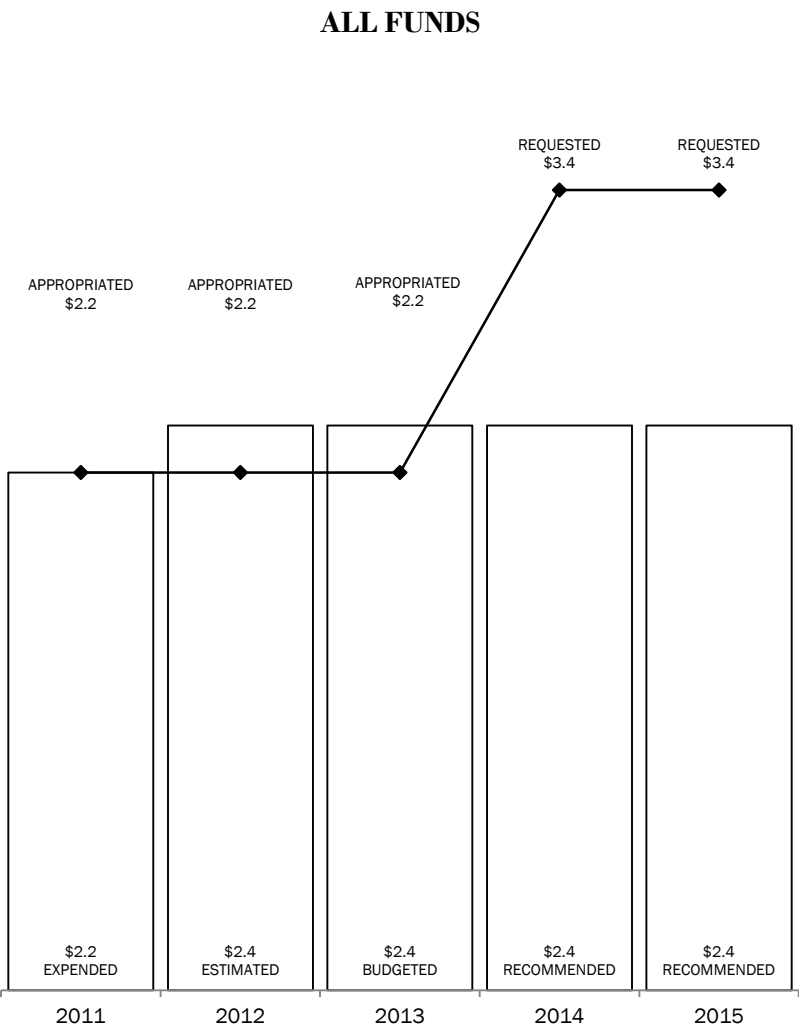 ALL FUNDS
REQUESTED
$3.4
REQUESTED
$3.4
APPROPRIATED
$2.2
APPROPRIATED
$2.2
APPROPRIATED
$2.2
$2.2
EXPENDED
$2.4
ESTIMATED
$2.4
BUDGETED
$2.4
RECOMMENDED
$2.4
RECOMMENDED
2011
2012
2013
2014
2015